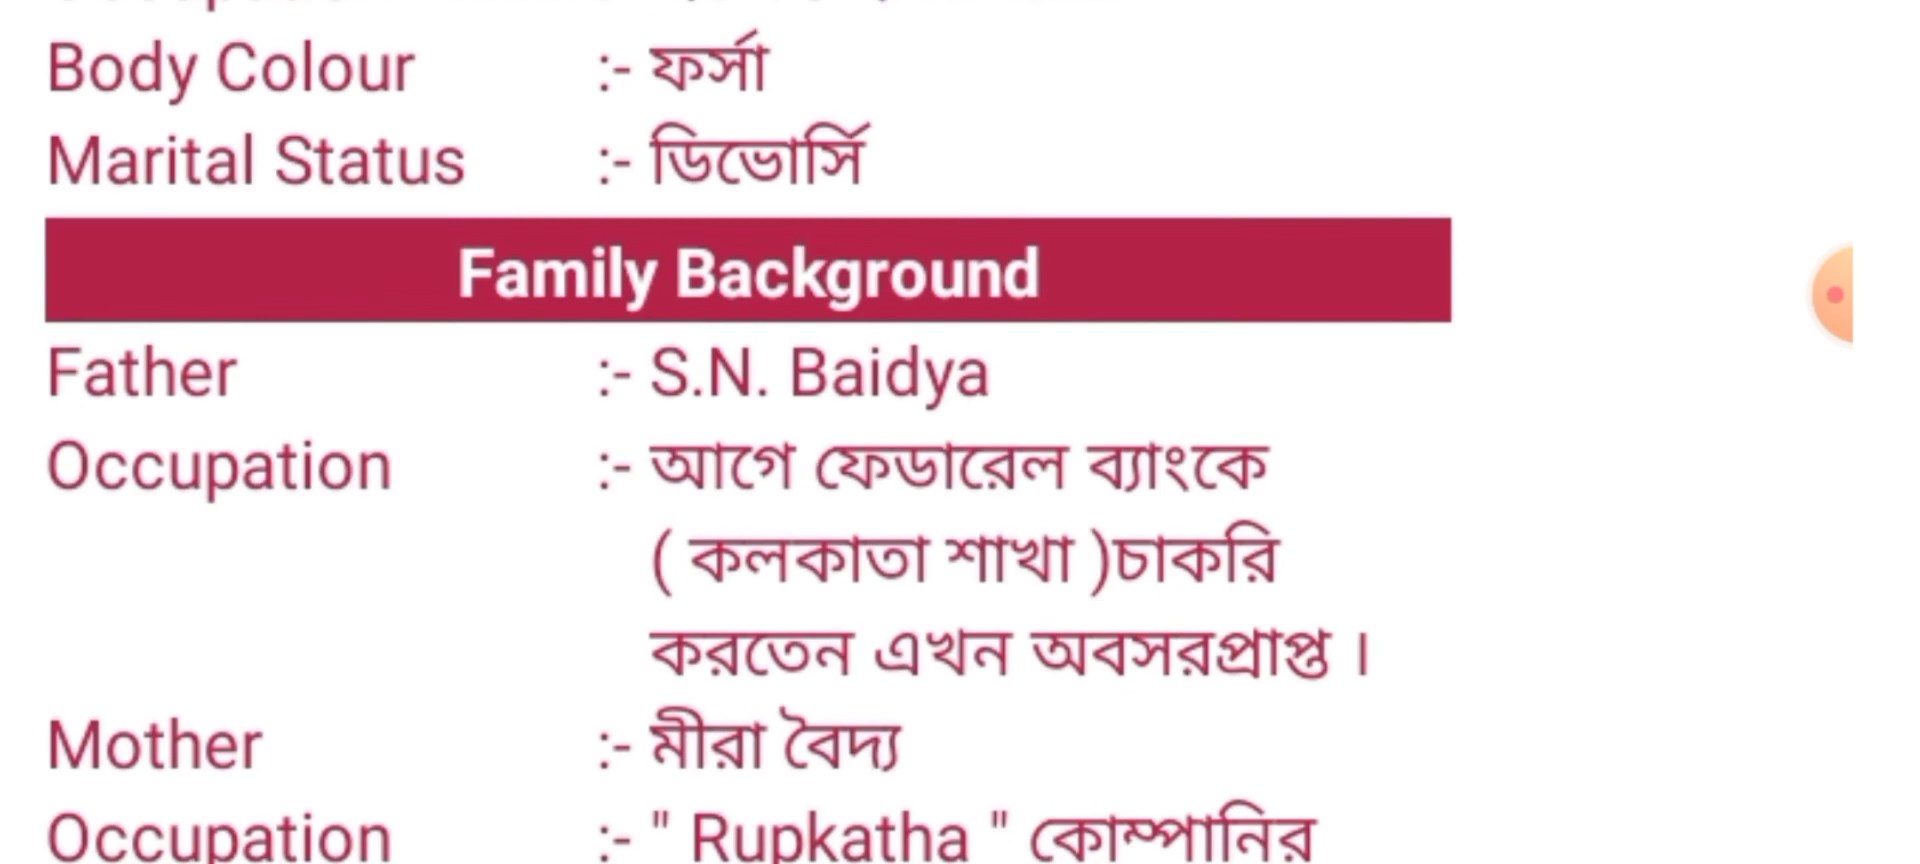 Body Colour :- ফর্সা
Marital Status :- ডিভোর্সি
Family Background
Father :- S.N. Baidya
Occupation :- আগে ফেডারেল ব্যাংকে
( কলকাতা শাখা )চাকরি
করতেন এখন অবসরপ্রাপ্ত ।
Mother :- মীরা বৈদ্য
Occupation :- " Rupkatha " কোম্পানির